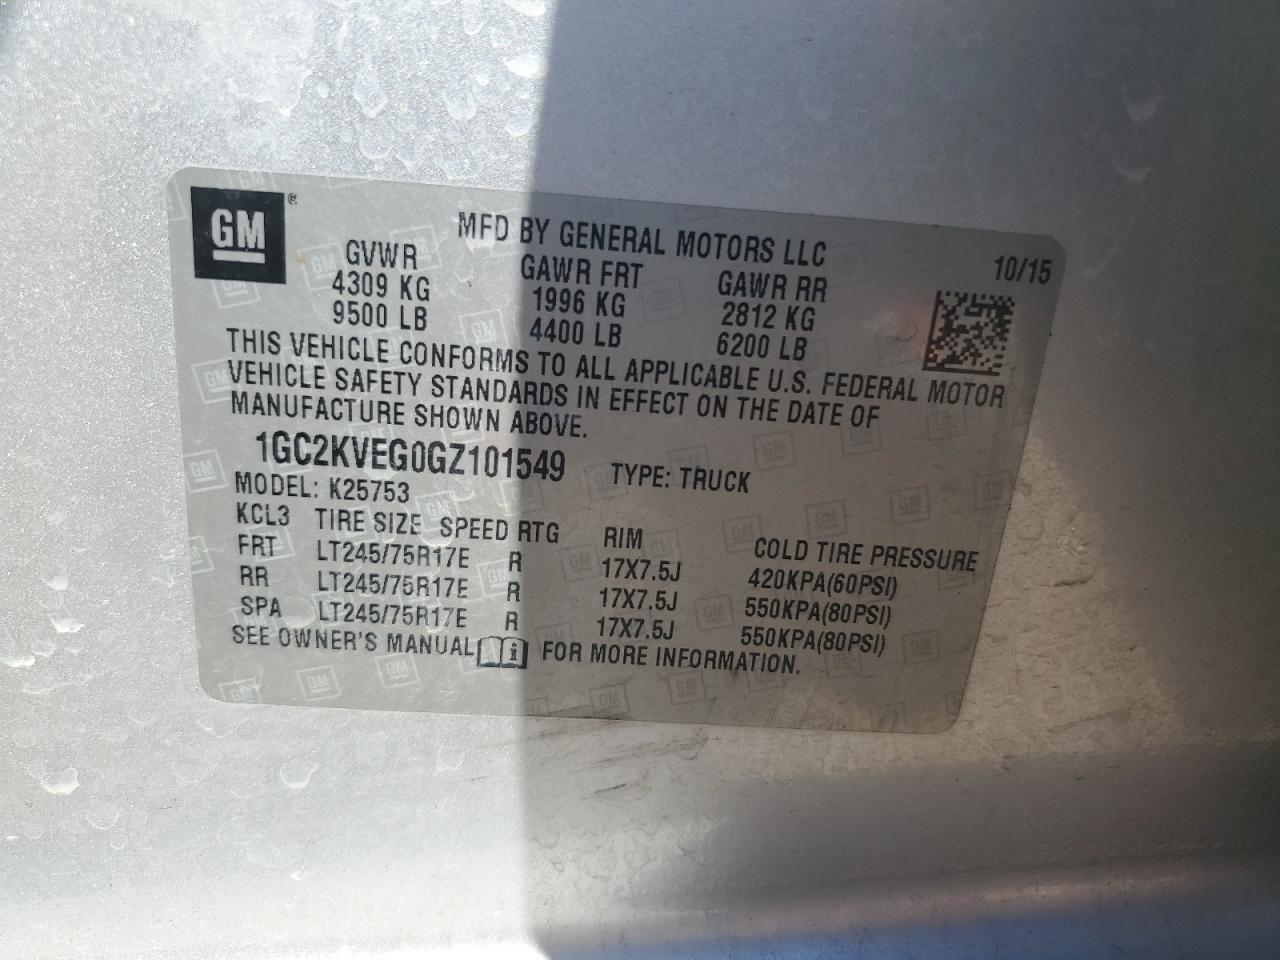 GM ®
MFD BY GENERAL MOTORS LLC 10/15
GVWR GAWR FRT GAWR RR
4309 KG 1996 KG 2812 KG
9500 LB 4400 LB 6200 LB
THIS VEHICLE CONFORMS TO ALL APPLICABLE U.S. FEDERAL MOTOR
VEHICLE SAFETY STANDARDS IN EFFECT ON THE DATE OF
MANUFACTURE SHOWN ABOVE.
1GC2KVEG0GZ101549 TYPE: TRUCK
MODEL: K25753
KCL3 TIRE SIZE SPEED RTG RIM COLD TIRE PRESSURE
FRT LT245/75R17E R 17X7.5J 420KPA(60PSI)
RR LT245/75R17E R 17X7.5J 550KPA(80PSI)
SPA LT245/75R17E R 17X7.5J 550KPA(80PSI)
SEE OWNER'S MANUAL i FOR MORE INFORMATION.